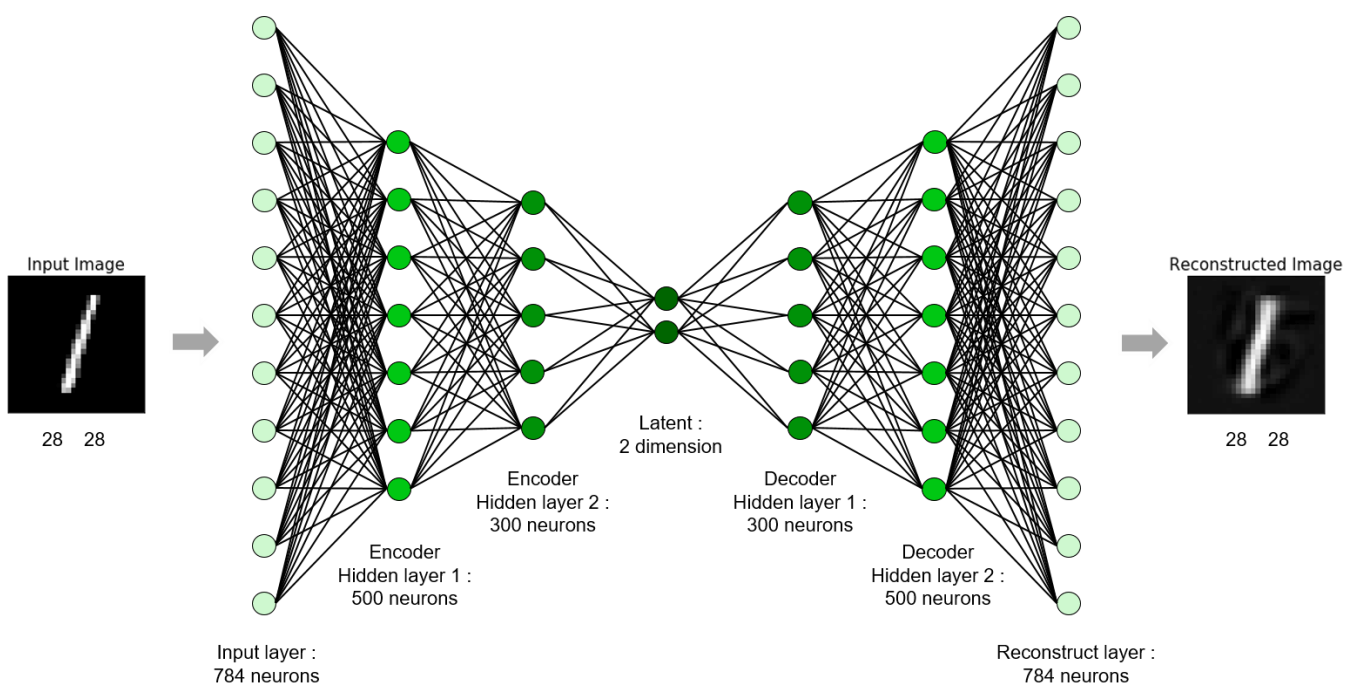 Input Image
28 28
Input layer :
784 neurons
Encoder
Hidden layer 1 :
500 neurons
Encoder
Hidden layer 2 :
300 neurons
Latent :
2 dimension
Decoder
Hidden layer 1 :
300 neurons
Decoder
Hidden layer 2 :
500 neurons
Reconstruct layer :
784 neurons
Reconstructed Image
28 28